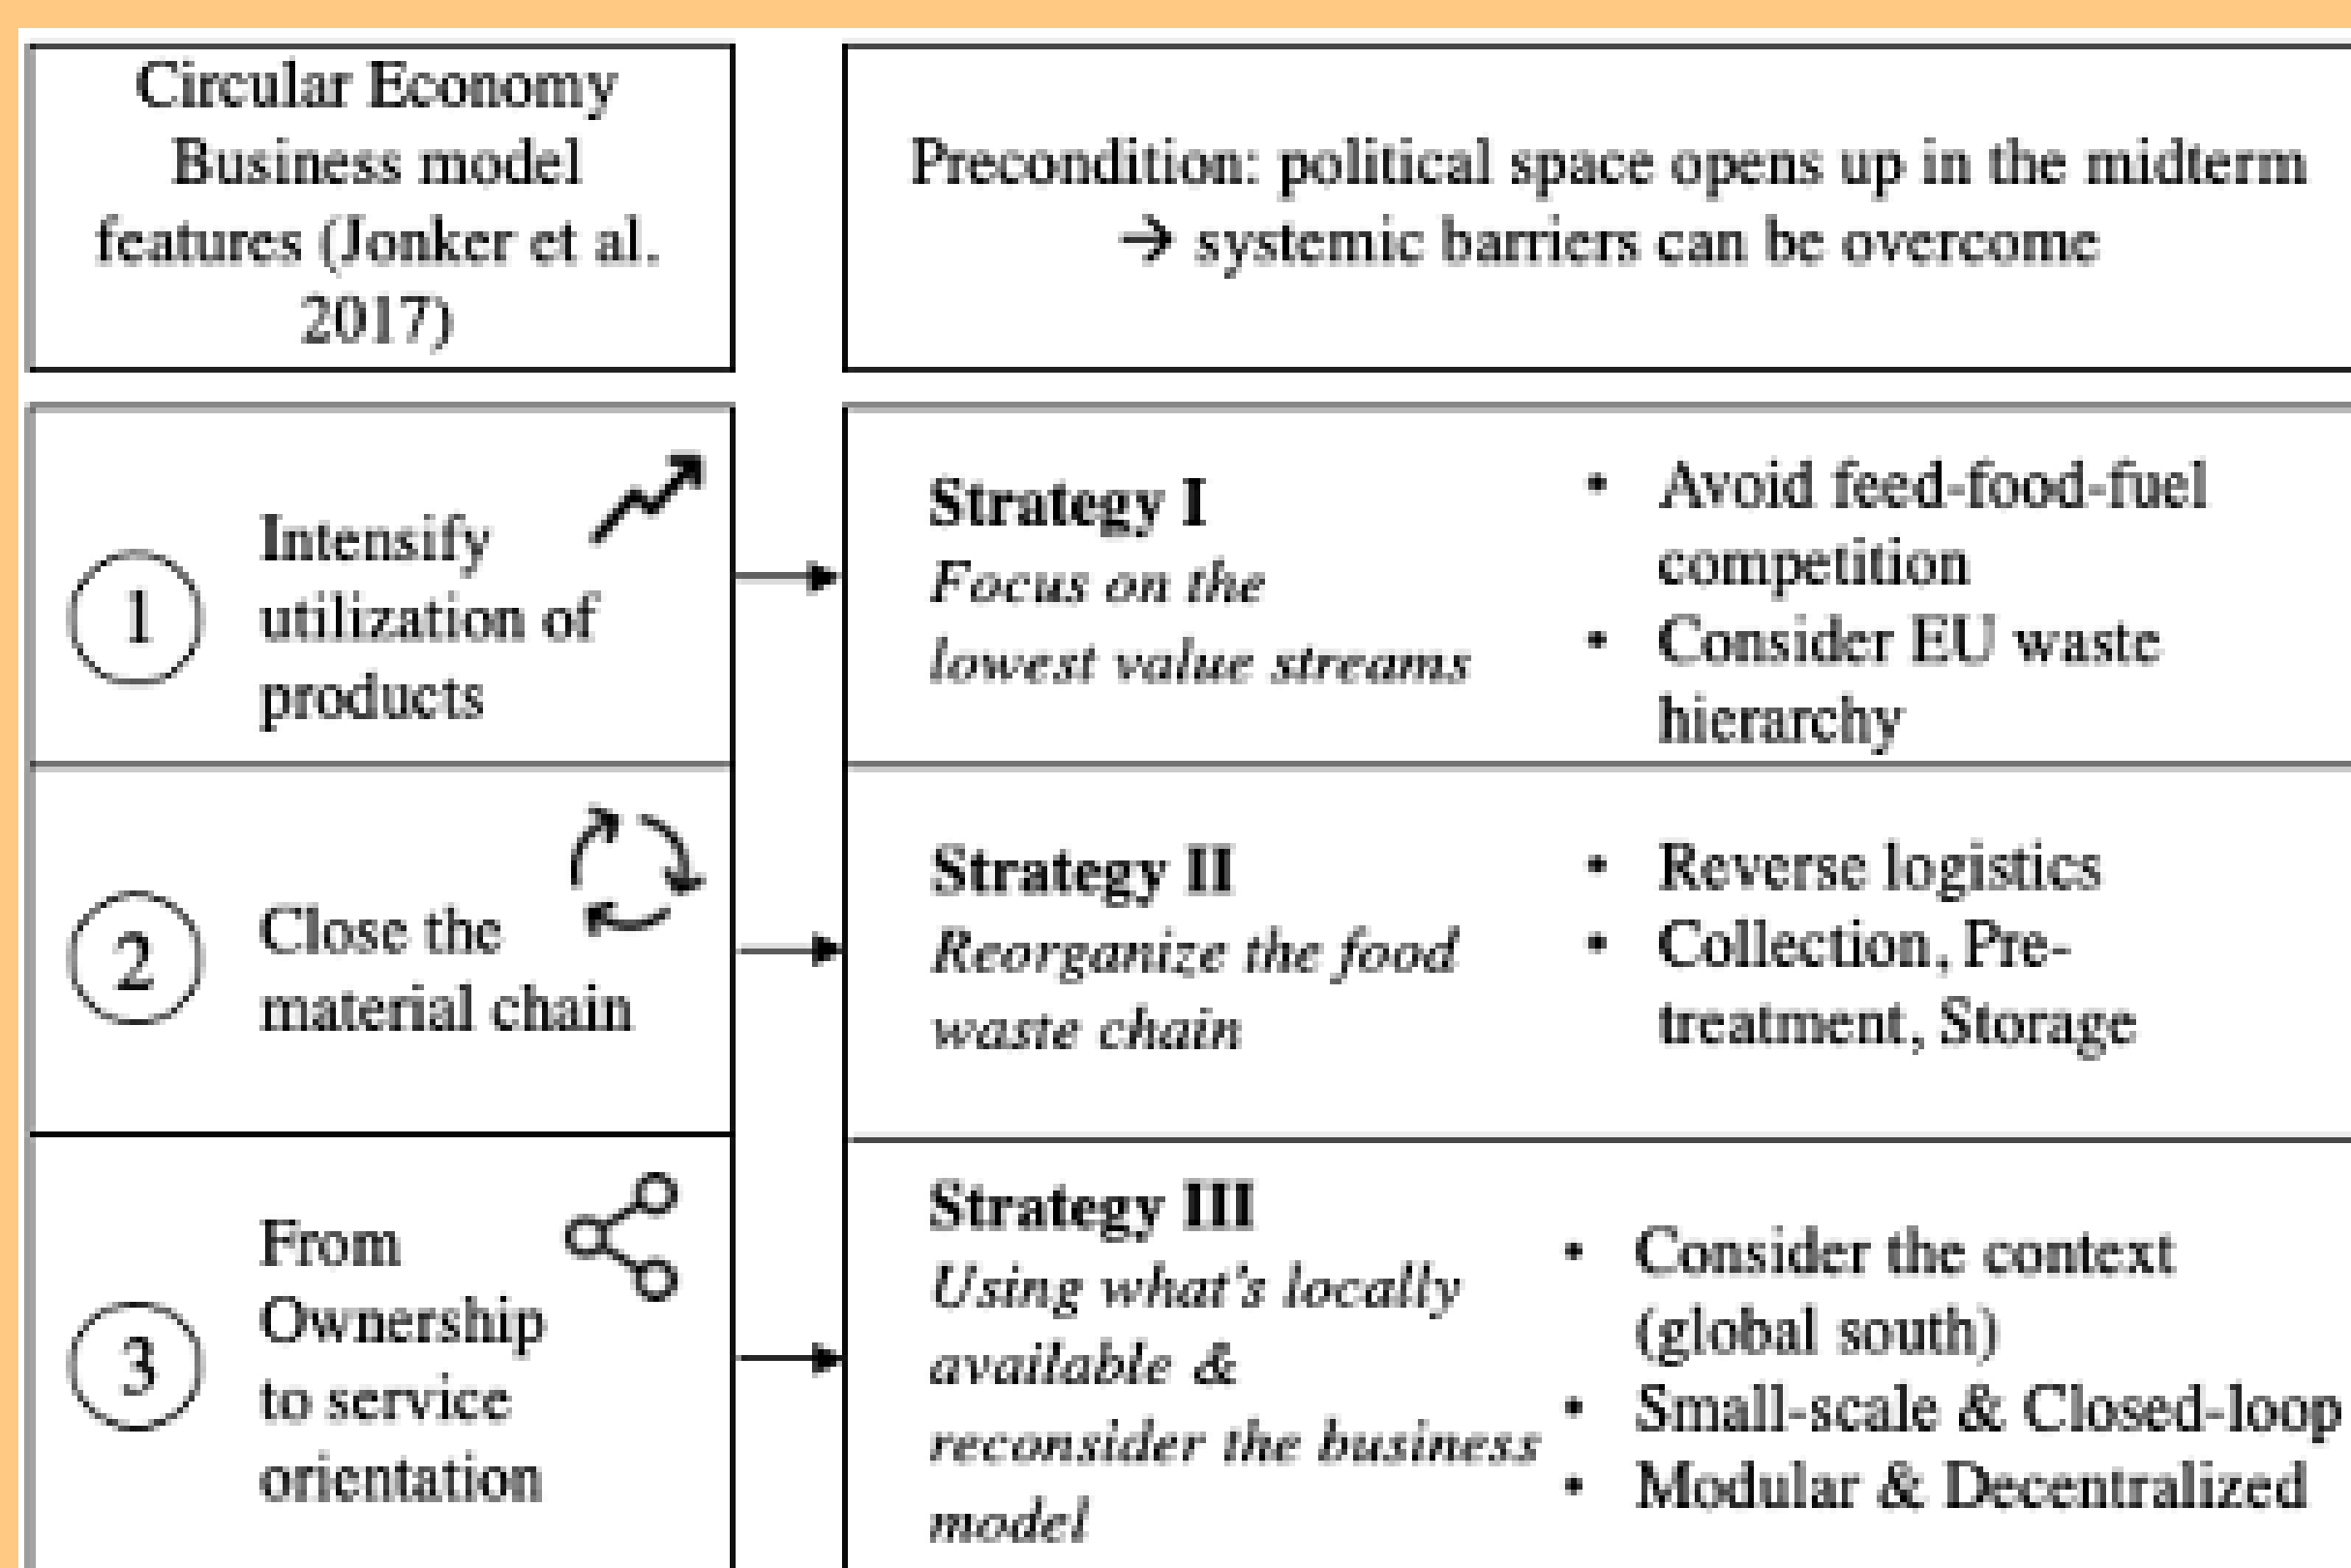 Circular Economy
Business model
features (Jonker et al.
2017)
Precondition: political space opens up in the midterm
→ systemic barriers can be overcome
1
Intensify
utilization of
products
Strategy I
Focus on the
lowest value streams
• Avoid feed-food-fuel
competition
• Consider EU waste
hierarchy
2
Close the
material chain
Strategy II
Reorganize the food
waste chain
• Reverse logistics
• Collection, Pre-
treatment, Storage
3
From
Ownership
to service
orientation
Strategy III
Using what's locally
available &
reconsider the business
model
• Consider the context
(global south)
• Small-scale & Closed-loop
• Modular & Decentralized